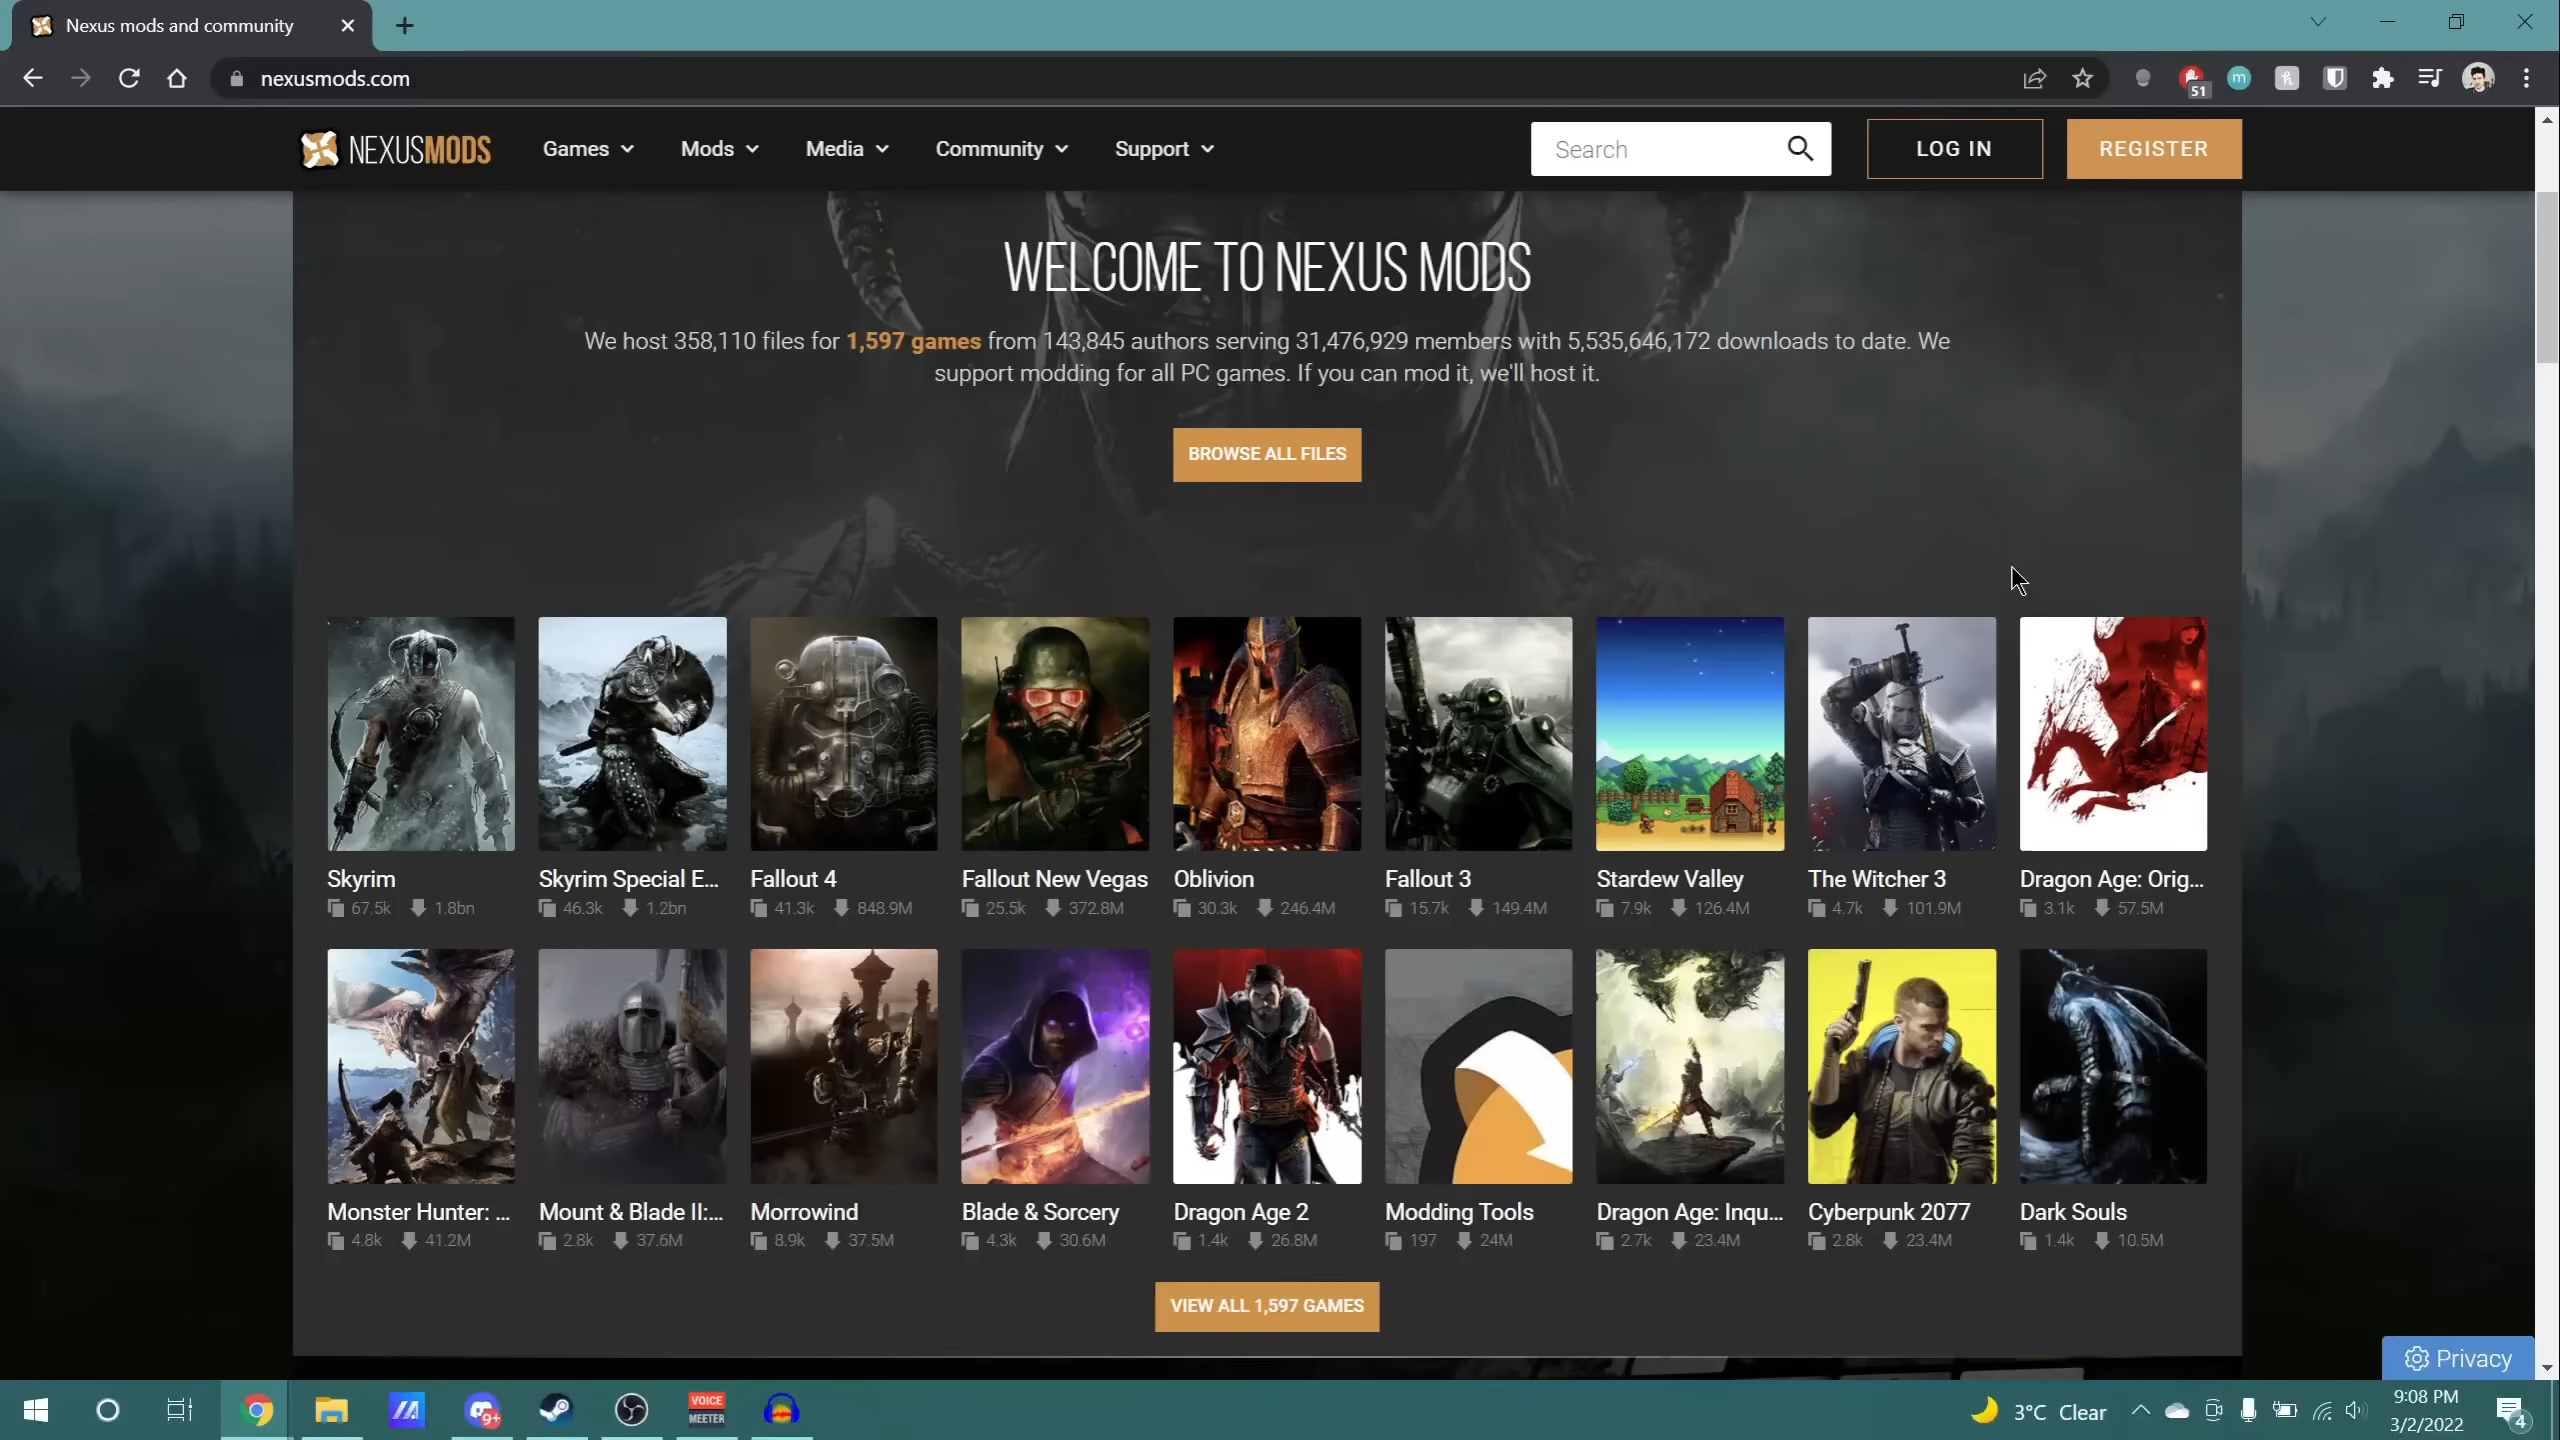 Nexus mods and community
nexusmods.com
51
m
h
NEXUSMODS
Games
Mods
Media
Community
Support
Search
LOG IN
REGISTER
WELCOME TO NEXUS MODS
We host 358,110 files for 1,597 games from 143,845 authors serving 31,476,929 members with 5,535,646,172 downloads to date. We
support modding for all PC games. If you can mod it, we'll host it.
BROWSE ALL FILES
Skyrim
67.5k 1.8bn
Skyrim Special E...
46.3k 1.2bn
Fallout 4
41.3k 848.9M
Fallout New Vegas
25.5k 372.8M
Oblivion
30.3k 246.4M
Fallout 3
15.7k 149.4M
Stardew Valley
7.9k 126.4M
The Witcher 3
4.7k 101.9M
Dragon Age: Orig...
3.1k 57.5M
Monster Hunter: ...
4.8k 41.2M
Mount & Blade II:...
2.8k 37.6M
Morrowind
8.9k 37.5M
Blade & Sorcery
4.3k 30.6M
Dragon Age 2
1.4k 26.8M
Modding Tools
197 24M
Dragon Age: Inqu...
2.7k 23.4M
Cyberpunk 2077
2.8k 23.4M
Dark Souls
1.4k 10.5M
VIEW ALL 1,597 GAMES
Privacy
9+
VOICE
MEETER
3°C Clear
9:08 PM
3/2/2022
4